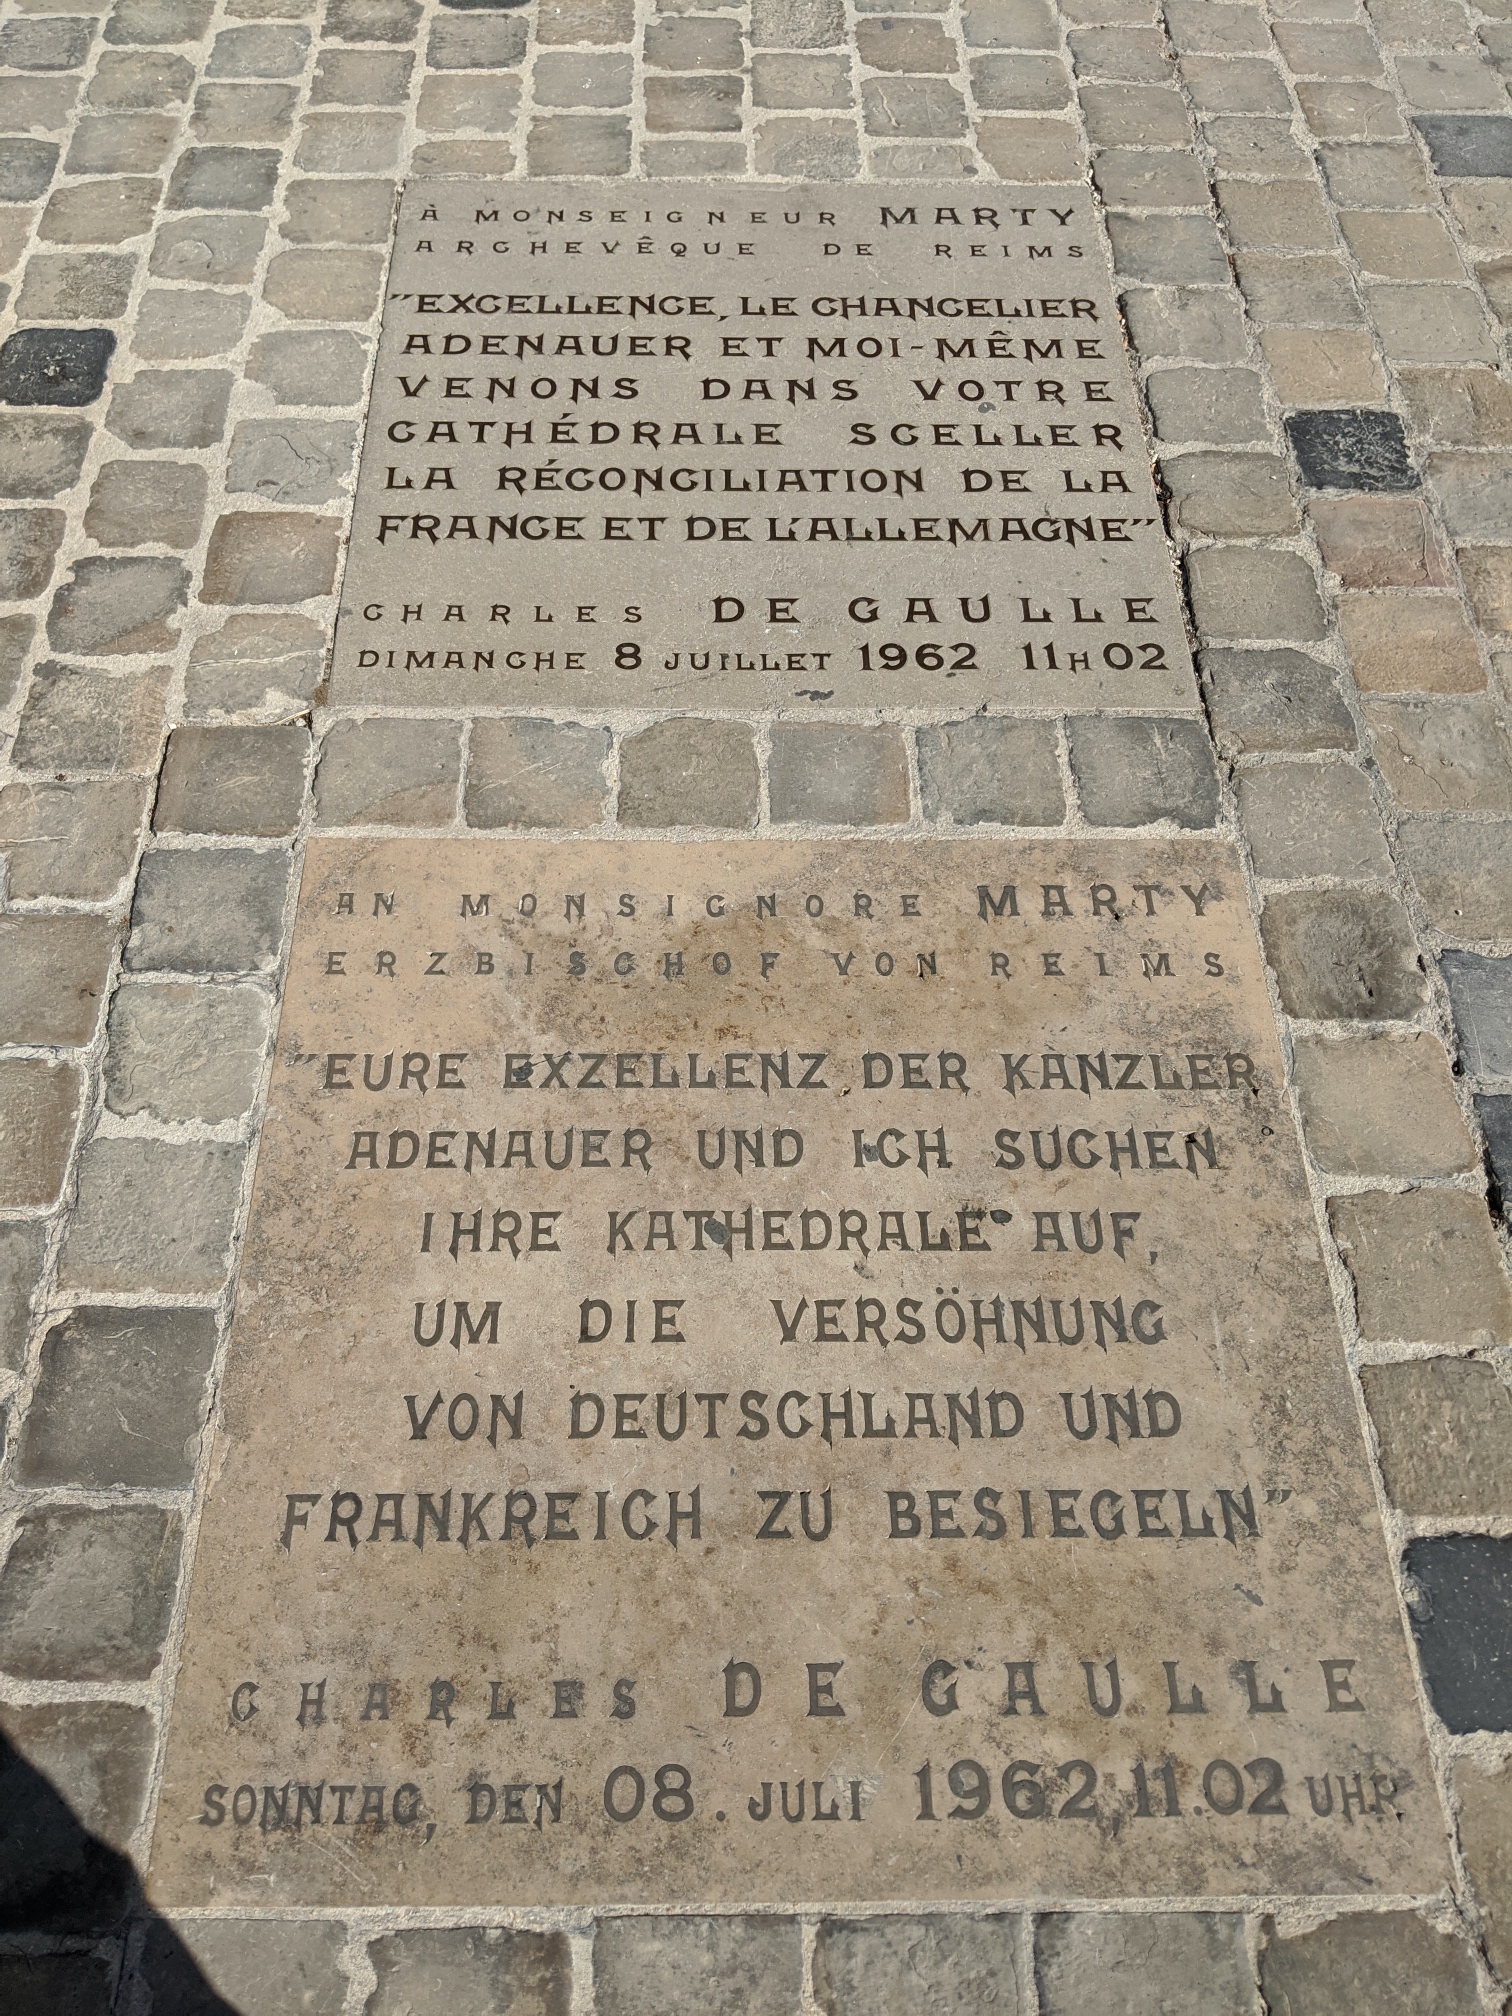 À MONSEIGNEUR MARTY
ARCHEVÊQUE DE REIMS
"EXCELLENCE, LE CHANCELIER
ADENAUER ET MOI-MÊME
VENONS DANS VOTRE
CATHÉDRALE SCELLER
LA RÉCONCILIATION DE LA
FRANCE ET DE L'ALLEMAGNE"
CHARLES DE GAULLE
DIMANCHE 8 JUILLET 1962 11H02
AN MONSIGNORE MARTY
ERZBISCHOF VON REIMS
"EURE EXZELLENZ, DER KANZLER
ADENAUER UND ICH SUCHEN
IHRE KATHEDRALE AUF,
UM DIE VERSÖHNUNG
VON DEUTSCHLAND UND
FRANKREICH ZU BESIEGELN"
CHARLES DE GAULLE
SONNTAG, DEN 08. JULI 1962, 11.02 UHR.